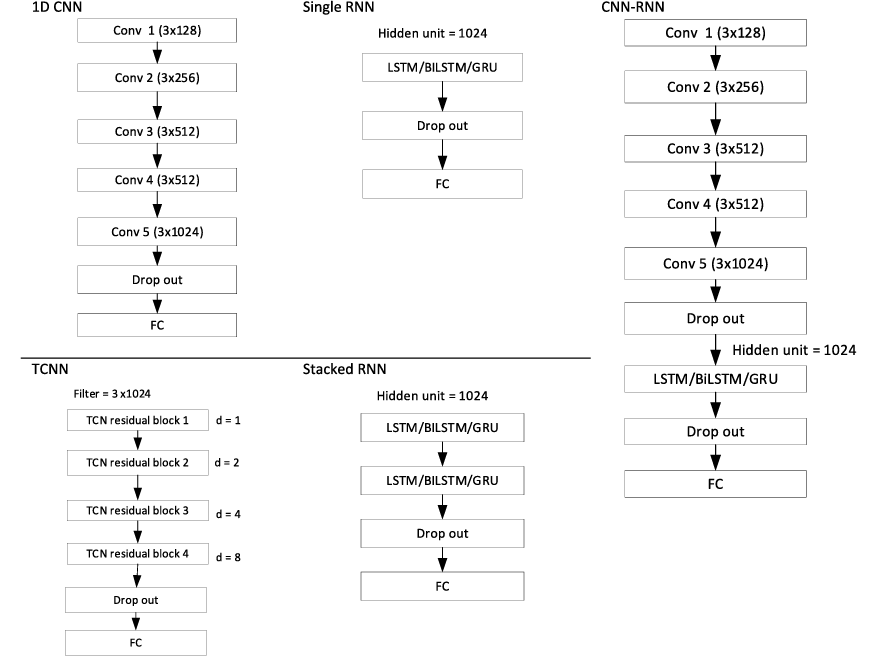 1D CNN
Conv 1 (3x128)
Conv 2 (3x256)
Conv 3 (3x512)
Conv 4 (3x512)
Conv 5 (3x1024)
Drop out
FC
Single RNN
Hidden unit = 1024
LSTM/BILSTM/GRU
Drop out
FC
CNN-RNN
Conv 1 (3x128)
Conv 2 (3x256)
Conv 3 (3x512)
Conv 4 (3x512)
Conv 5 (3x1024)
Drop out
Hidden unit = 1024
LSTM/BiLSTM/GRU
Drop out
FC
TCNN
Filter = 3 x1024
TCN residual block 1 d = 1
TCN residual block 2 d = 2
TCN residual block 3 d = 4
TCN residual block 4 d = 8
Drop out
FC
Stacked RNN
Hidden unit = 1024
LSTM/BILSTM/GRU
LSTM/BILSTM/GRU
Drop out
FC